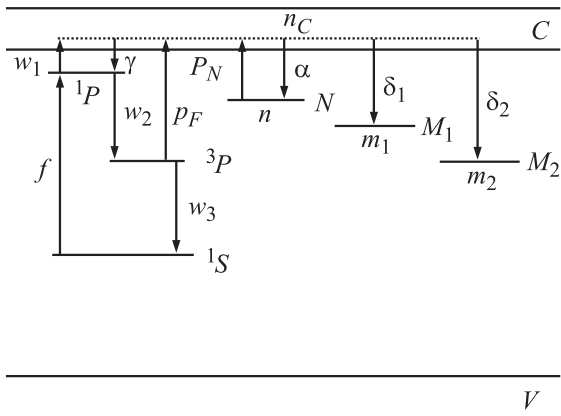 n_C
C
w_1
γ
P_N
α
^1P
w_2
p_F
n
N
δ_1
δ_2
m_1
M_1
f
^3P
m_2
M_2
w_3
^1S
V